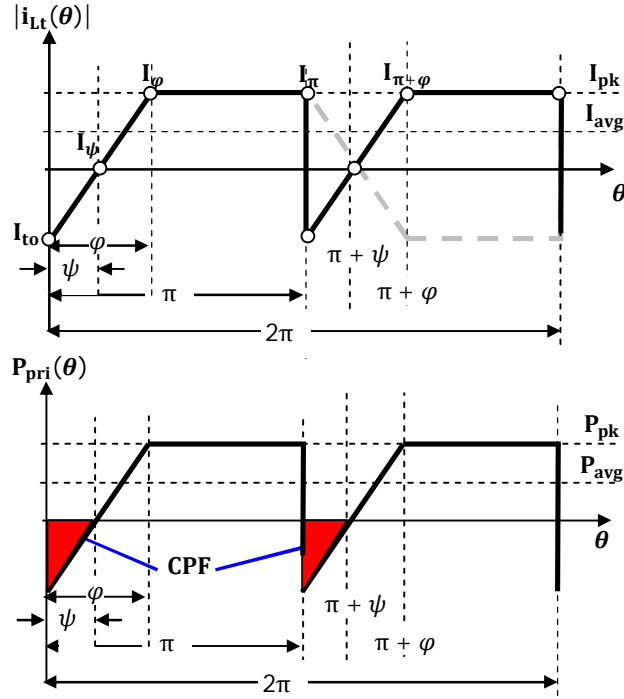 |i_Lt(θ)|
I_φ
I_π
I_π+φ
I_pk
I_avg
I_ψ
θ
I_to
φ
ψ
π + ψ
π
π + φ
2π
P_pri(θ)
P_pk
P_avg
θ
CPF
φ
ψ
π + ψ
π
π + φ
2π